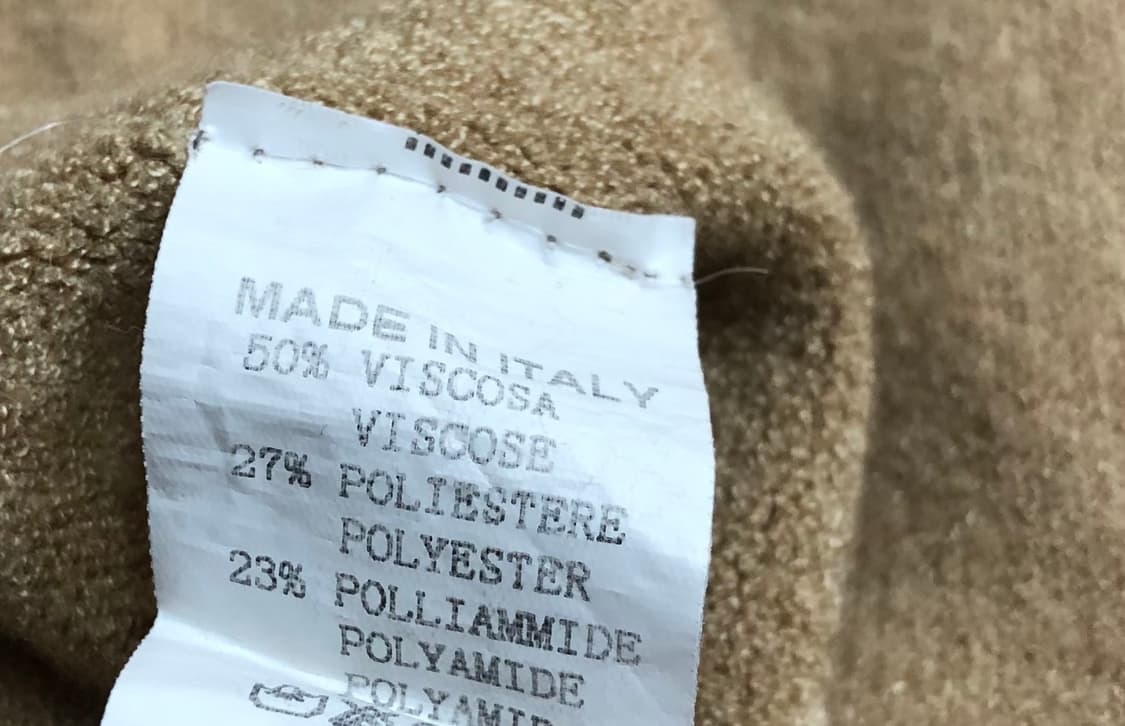 MADE IN ITALY
50% VISCOSA
VISCOSE
27% POLIESTERE
POLYESTER
23% POLLIAMMIDE
POLYAMIDE